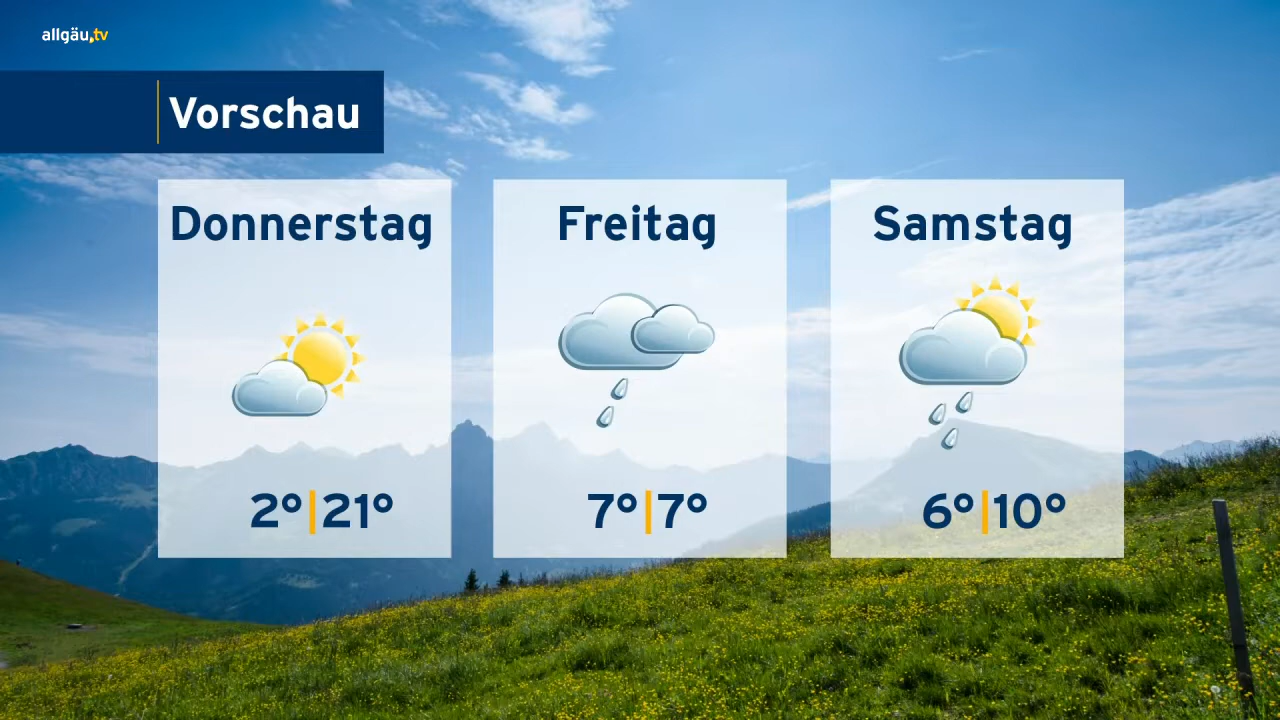 allgäu.tv
Vorschau
Donnerstag
Freitag
Samstag
2°|21°
7°|7°
6°|10°